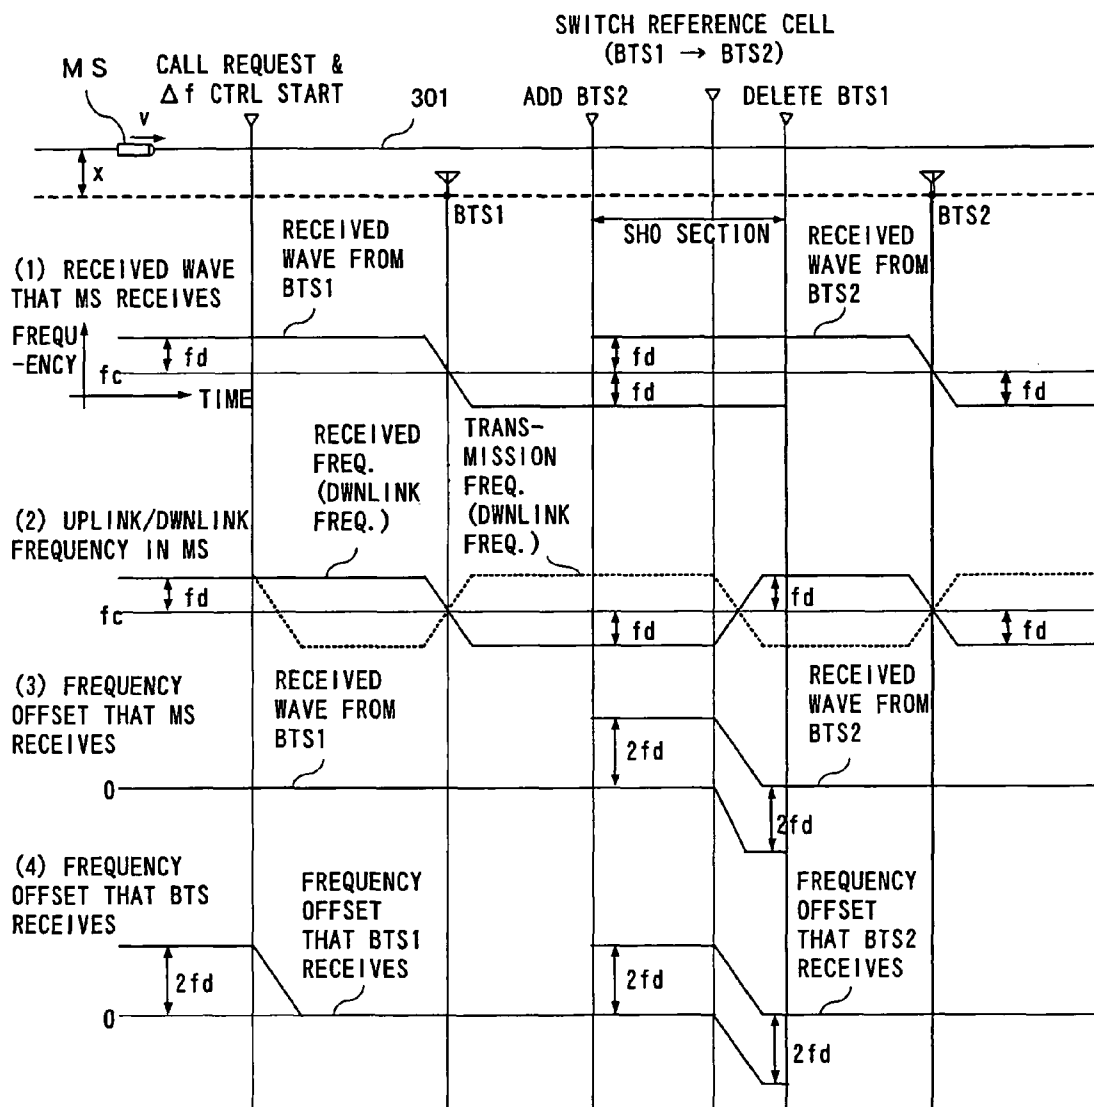 SWITCH REFERENCE CELL
(BTS1 → BTS2)
MS
CALL REQUEST &
Δf CTRL START
301
ADD BTS2
DELETE BTS1
v
x
BTS1
BTS2
SHO SECTION
RECEIVED
WAVE FROM
BTS1
RECEIVED
WAVE FROM
BTS2
(1) RECEIVED WAVE
THAT MS RECEIVES
FREQU
-ENCY
fd
fd
fc
fd
fd
TIME
RECEIVED
FREQ.
(DWNLINK
FREQ.)
TRANS-
MISSION
FREQ.
(DWNLINK
FREQ.)
(2) UPLINK/DWNLINK
FREQUENCY IN MS
fd
fd
fc
fd
fd
(3) FREQUENCY
OFFSET THAT MS
RECEIVES
RECEIVED
WAVE FROM
BTS1
RECEIVED
WAVE FROM
BTS2
2fd
0
2fd
(4) FREQUENCY
OFFSET THAT BTS
RECEIVES
FREQUENCY
OFFSET
THAT BTS1
RECEIVES
FREQUENCY
OFFSET
THAT BTS2
RECEIVES
2fd
2fd
0
2fd